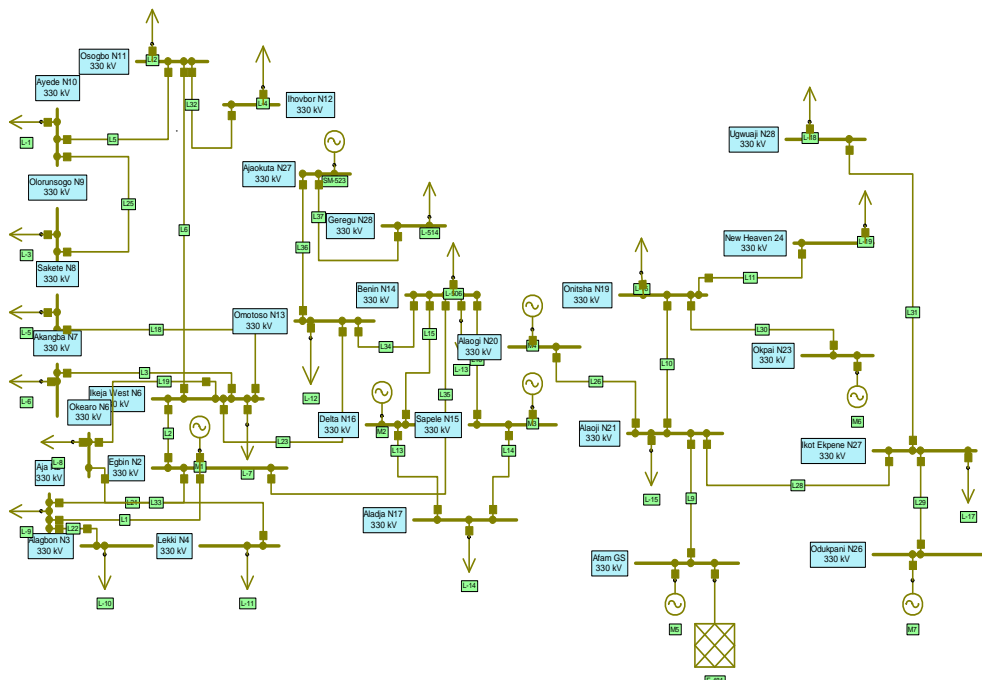 Osogbo N11
330 kV
Ayede N10
330 kV
L32
Ihovbor N12
330 kV
L-1
L5
Olorunsogo N9
330 kV
L25
L6
L-3
Sakete N8
330 kV
L-5
L18
Akangba N7
330 kV
L-6
L3
L19
Ikeja West N6
Okearo N6
330 kV
L2
L23
L-7
L-8
Egbin N2
330 kV
M1
L33
L1
L22
L-9
Alagbon N3
330 kV
Lekki N4
330 kV
L-10
L-11
SM-523
Ajaokuta N27
330 kV
L37
Geregu N28
330 kV
L-514
L36
Benin N14
330 kV
L-506
Omotoso N13
330 kV
L34
L15
L-12
L-13
L35
Alaogi N20
330 kV
Delta N16
330 kV
M2
Sapele N15
330 kV
M3
L13
L14
Aladja N17
330 kV
L-14
L26
Ugwuaji N28
330 kV
New Heaven 24
330 kV
L11
Onitsha N19
330 kV
L10
L30
L31
Okpai N23
330 kV
M6
Alaoji N21
330 kV
L-15
L9
L28
Ikot Ekpene N27
330 kV
L29
L-17
Afam GS
330 kV
M5
Odukpani N26
330 kV
M7